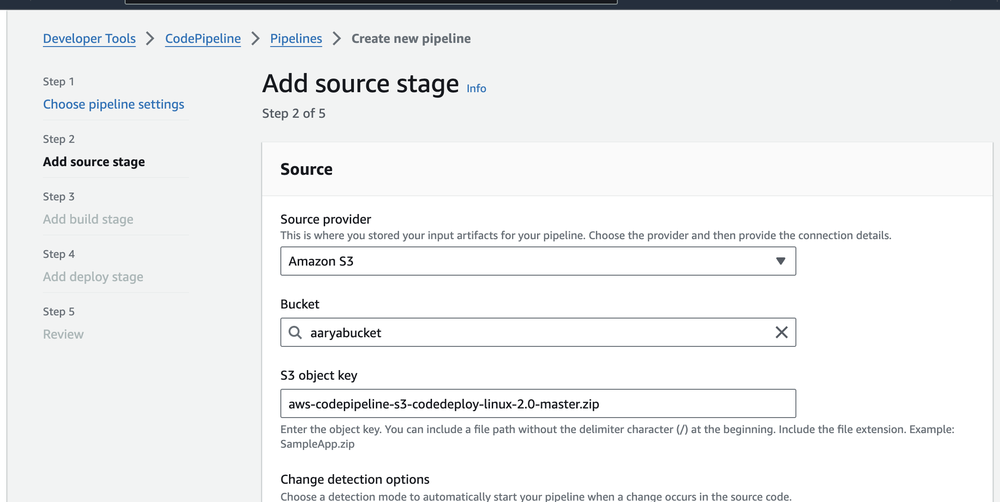 Developer Tools > CodePipeline > Pipelines > Create new pipeline
Step 1
Choose pipeline settings
Step 2
Add source stage
Step 3
Add build stage
Step 4
Add deploy stage
Step 5
Review
Add source stage Info
Step 2 of 5
Source
Source provider
This is where you stored your input artifacts for your pipeline. Choose the provider and then provide the connection details.
Amazon S3
Bucket
aaryabucket
S3 object key
aws-codepipeline-s3-codedeploy-linux-2.0-master.zip
Enter the object key. You can include a file path without the delimiter character (/) at the beginning. Include the file extension. Example:
SampleApp.zip
Change detection options
Choose a detection mode to automatically start your pipeline when a change occurs in the source code.